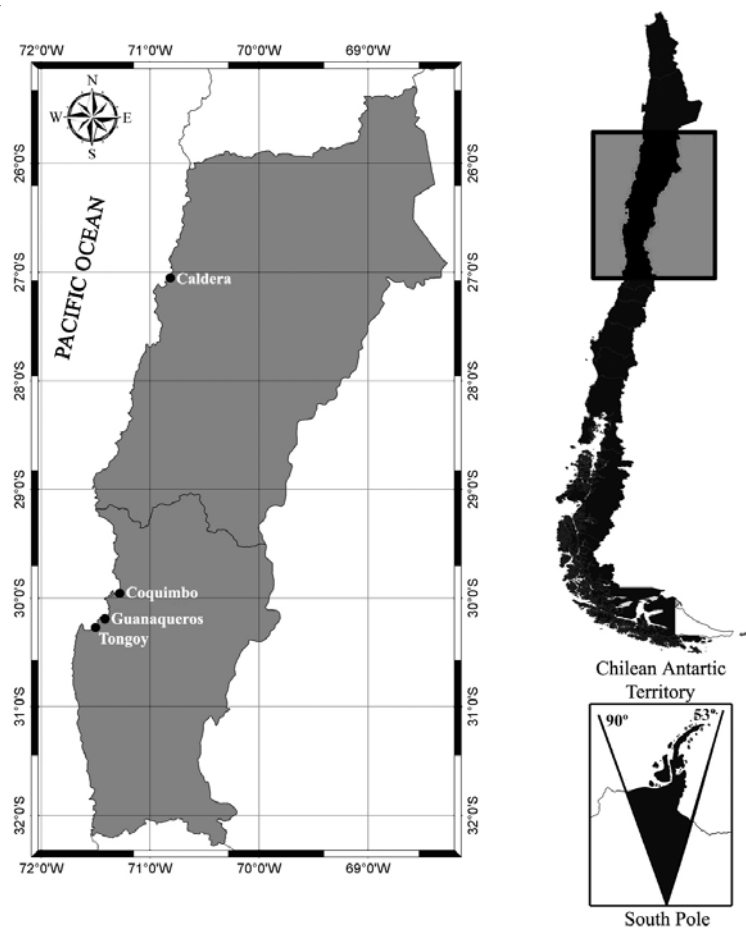 72°0'W 71°0'W 70°0'W 69°0'W
N
W E
S
PACIFIC OCEAN
26°0'S 26°0'S
Caldera
27°0'S 27°0'S
28°0'S 28°0'S
29°0'S 29°0'S
Coquimbo
30°0'S 30°0'S
Guanaqueros
Tongoy
31°0'S 31°0'S
32°0'S 32°0'S
72°0'W 71°0'W 70°0'W 69°0'W
Chilean Antartic
Territory
90º 53º
South Pole